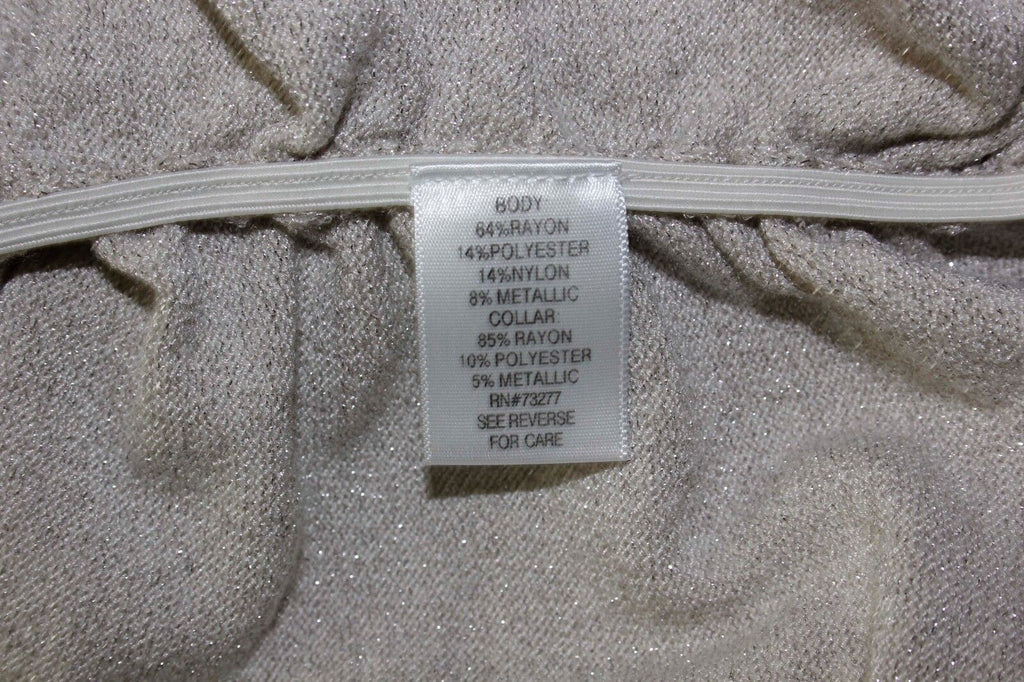 BODY
64%RAYON
14%POLYESTER
14%NYLON
8% METALLIC
COLLAR
85% RAYON
10% POLYESTER
5% METALLIC
RN#73277
SEE REVERSE
FOR CARE